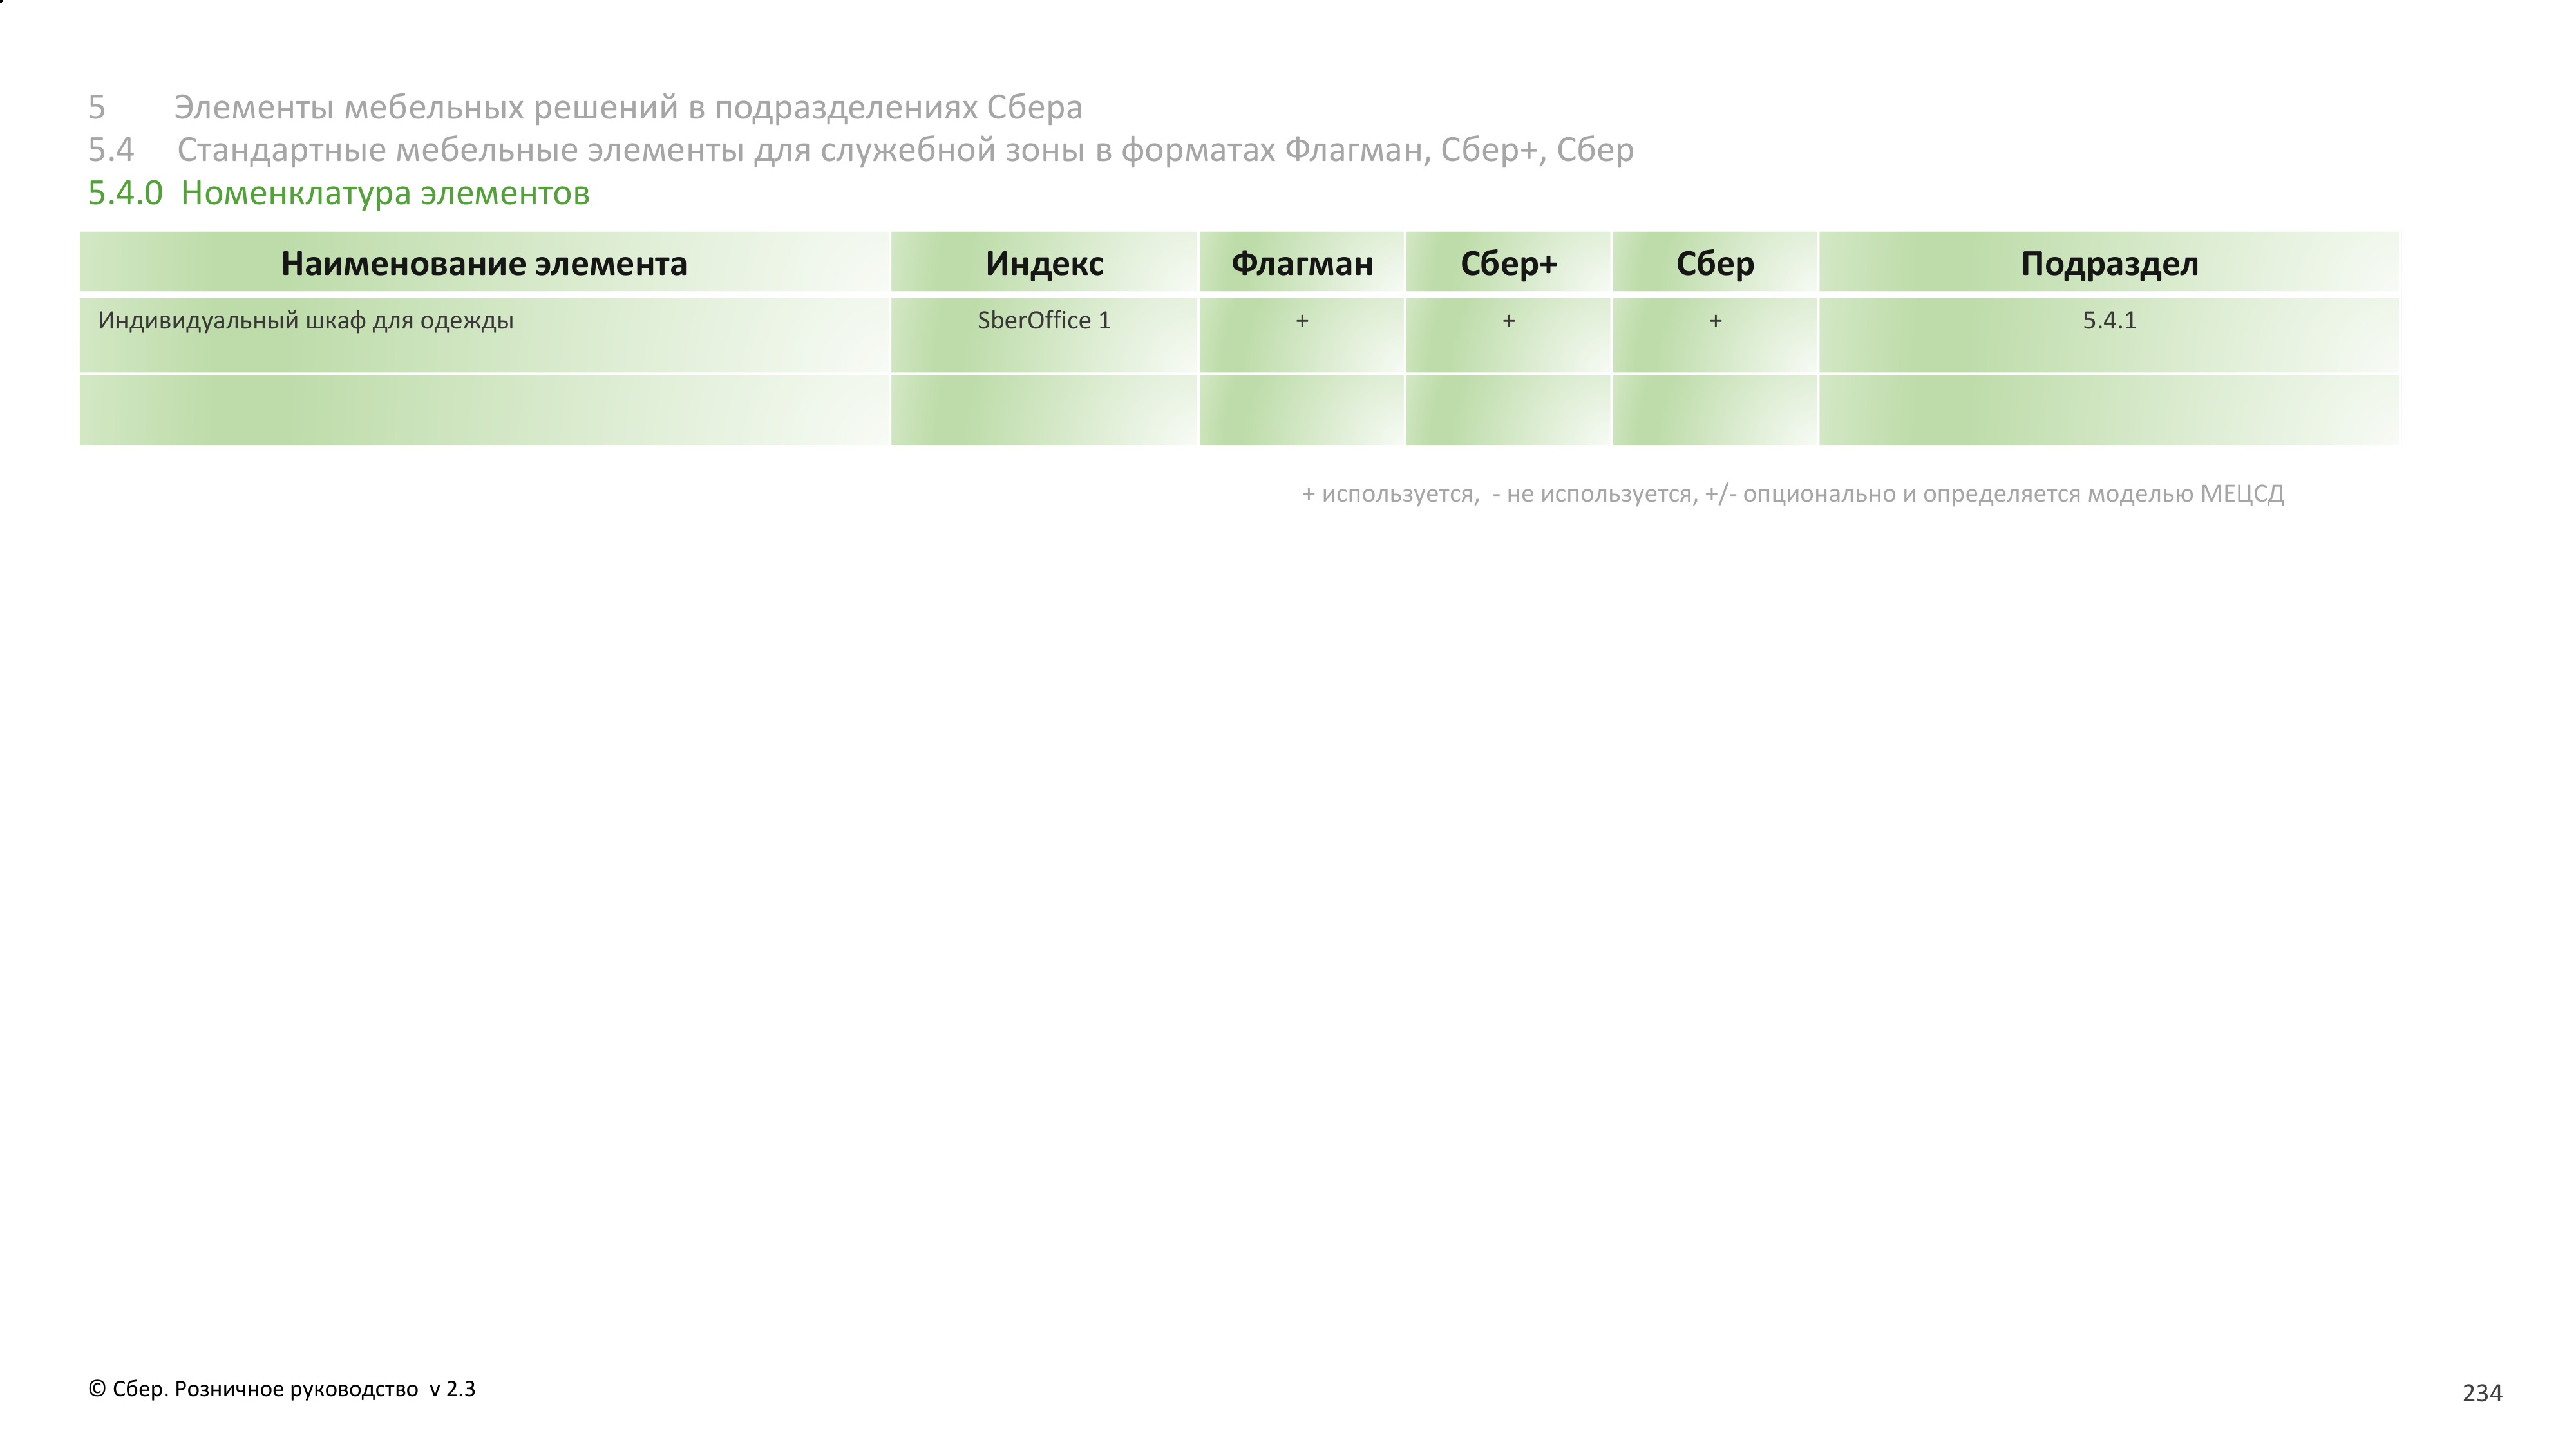 5 Элементы мебельных решений в подразделениях Сбера
5.4 Стандартные мебельные элементы для служебной зоны в форматах Флагман, Сбер+, Сбер
5.4.0 Номенклатура элементов
Наименование элемента Индекс Флагман Сбер+ Сбер Подраздел
Индивидуальный шкаф для одежды SberOffice 1 + + + 5.4.1
+ используется, - не используется, +/- опционально и определяется моделью МЕЦСД
© Сбер. Розничное руководство v 2.3
234